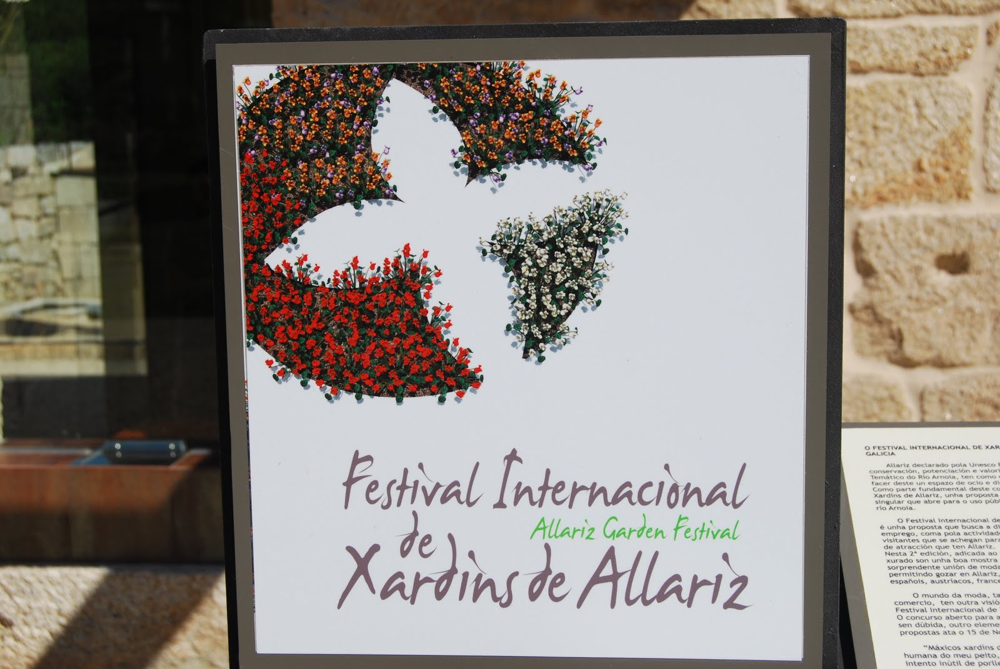 Festival Internacional
de
Allariz Garden Festival
Xardins de Allariz
O FESTIVAL INTERNACIONAL DE XAR
GALICIA
Allariz declarado pola Unesco
conservación, potenciación e valori
Temático do Río Arnoia, ten como
facer deste un espazo de ocio e di
Como parte fundamental deste co
Xardins de Allariz, unha proposta
singular que abre para o uso públ
río Arnoia.
O Festival Internacional de
é unha proposta que busca a di
emprego, coma pola actividade
visitantes que se achegan para
de atracción que ten Allariz.
Nesta 2ª edición, adicada ao
xurado son unha boa mostra
sorprendente unión de moda
permitindo gozar en Allariz,
españois, austríacos, france
O mundo da moda, ta
comercio, ten outra visió
Festival Internacional de
O concurso aberto para a
sen dúbida, outro eleme
propostas ata o 15 de No
"Máxicos xardíns d
humana do meu peito,
intento inútil de porlle